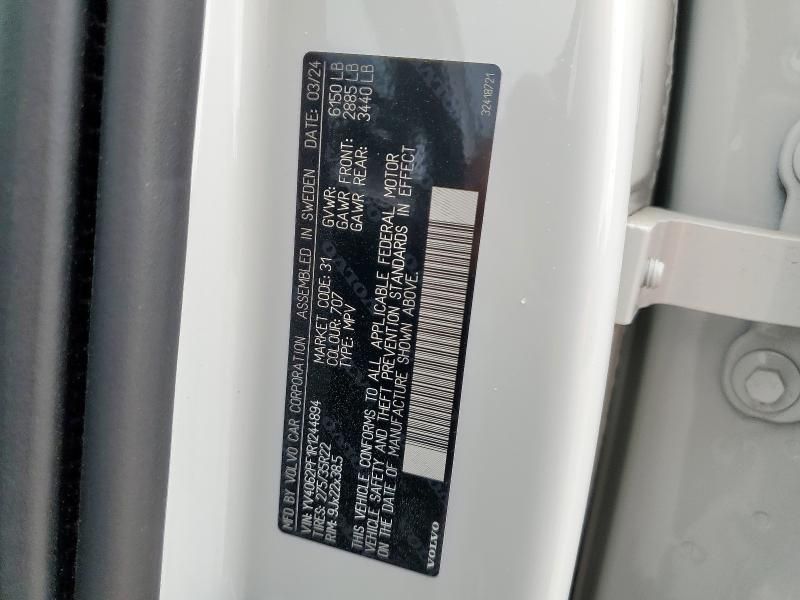 MFD BY VOLVO CAR CORPORATION ASSEMBLED IN SWEDEN DATE: 03/24
VIN: YV4062PF1R1244894 MARKET CODE: 31 GVWR: 6150 LB
TIRES: 275/35R22 COLOUR: 707 GAWR FRONT: 2885 LB
RIM: 9Jx22x38.5 TYPE: MPV GAWR REAR: 3440 LB
THIS VEHICLE CONFORMS TO ALL APPLICABLE FEDERAL MOTOR
VEHICLE SAFETY AND THEFT PREVENTION STANDARDS IN EFFECT
ON THE DATE OF MANUFACTURE SHOWN ABOVE.
VOLVO 32418721